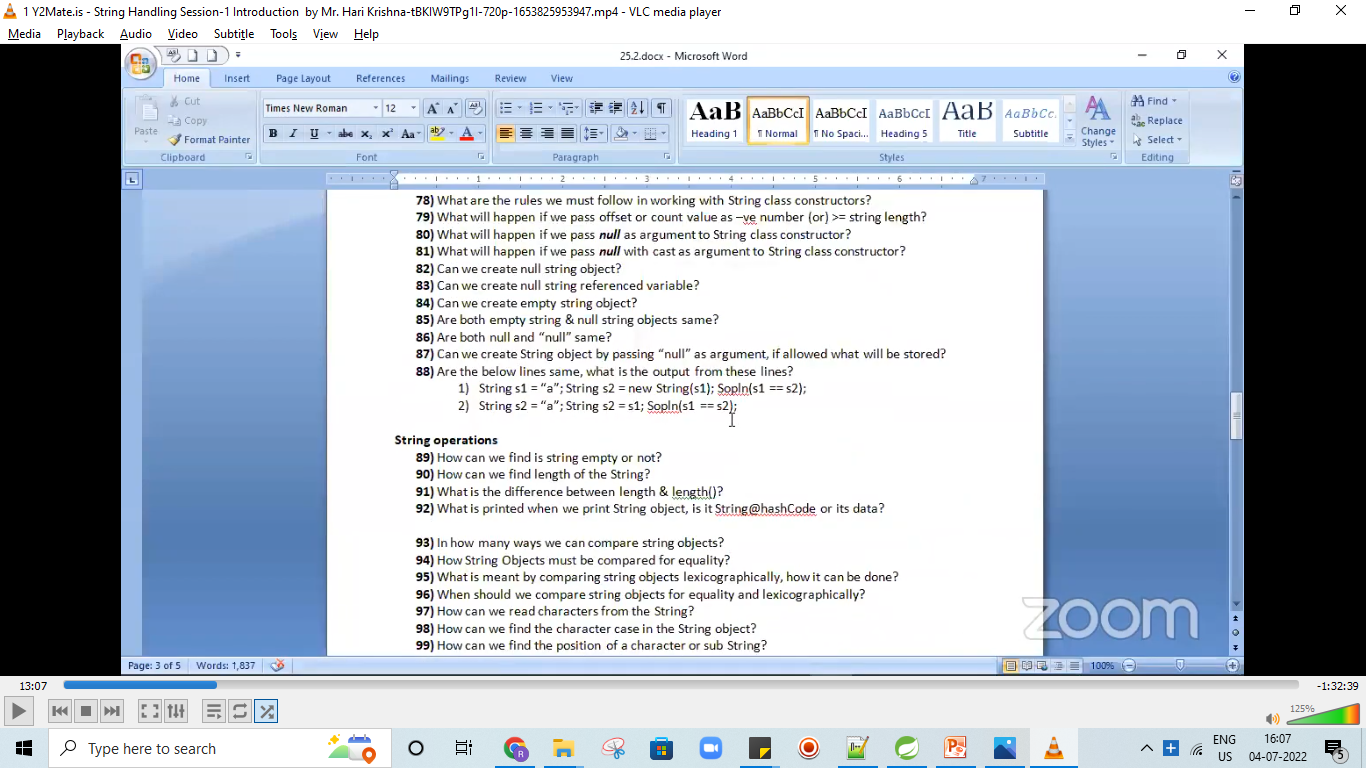 1 Y2Mate.is - String Handling Session-1 Introduction by Mr. Hari Krishna-tBKlW9TPg1I-720p-1653825953947.mp4 - VLC media player
Media Playback Audio Video Subtitle Tools View Help
25.2.docx - Microsoft Word
Home Insert Page Layout References Mailings Review View
Paste
Cut
Copy
Format Painter
Clipboard
Times New Roman 12
Font
Paragraph
AaB AaBbCcI AaBbCcI AaBbCcI AaB AaBbCc.
Heading 1 ¶ Normal ¶ No Spaci... Heading 5 Title Subtitle
Change Styles
Styles
Find
Replace
Select
Editing
1 2 3 4 5 6 7
78) What are the rules we must follow in working with String class constructors?
79) What will happen if we pass offset or count value as –ve number (or) >= string length?
80) What will happen if we pass null as argument to String class constructor?
81) What will happen if we pass null with cast as argument to String class constructor?
82) Can we create null string object?
83) Can we create null string referenced variable?
84) Can we create empty string object?
85) Are both empty string & null string objects same?
86) Are both null and “null” same?
87) Can we create String object by passing “null” as argument, if allowed what will be stored?
88) Are the below lines same, what is the output from these lines?
1) String s1 = “a”; String s2 = new String(s1); Sopln(s1 == s2);
2) String s2 = “a”; String s2 = s1; Sopln(s1 == s2);
String operations
89) How can we find is string empty or not?
90) How can we find length of the String?
91) What is the difference between length & length()?
92) What is printed when we print String object, is it String@hashCode or its data?
93) In how many ways we can compare string objects?
94) How String Objects must be compared for equality?
95) What is meant by comparing string objects lexicographically, how it can be done?
96) When should we compare string objects for equality and lexicographically?
97) How can we read characters from the String?
98) How can we find the character case in the String object?
99) How can we find the position of a character or sub String?
zoom
Page: 3 of 5 Words: 1,837 100%
13:07 -1:32:39
125%
Type here to search
ENG
US
16:07
04-07-2022
5